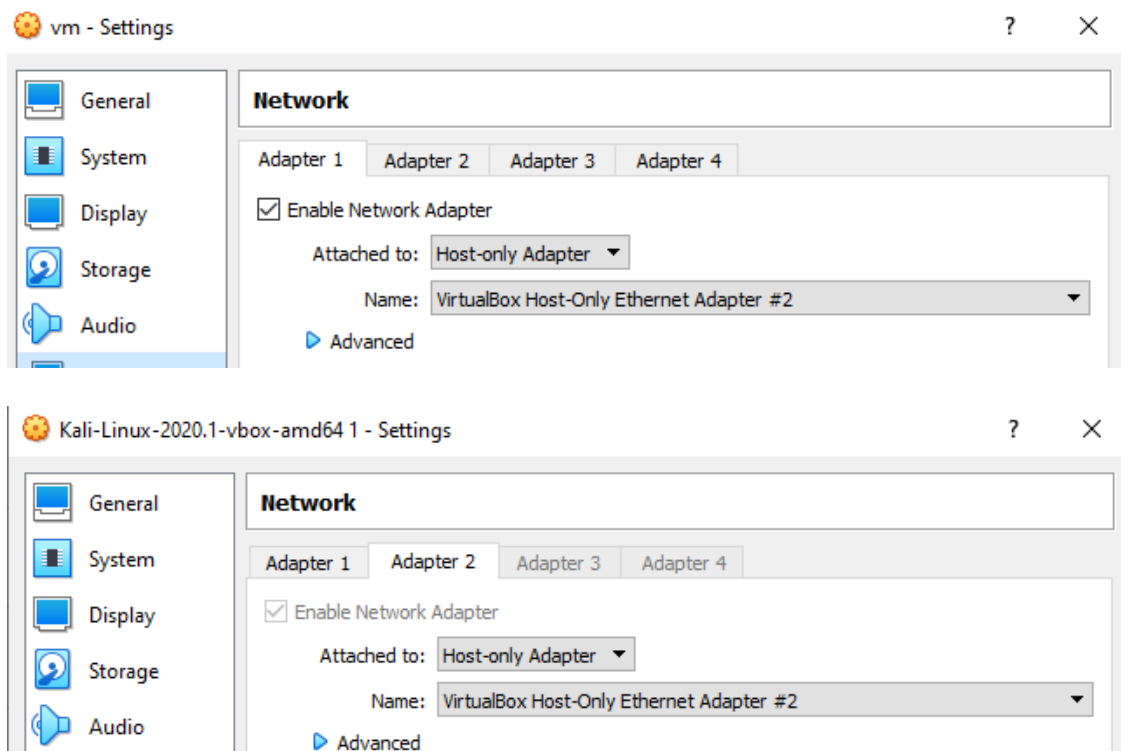 vm - Settings ? ×
General
Network
System
Adapter 1 Adapter 2 Adapter 3 Adapter 4
Display
Enable Network Adapter
Attached to: Host-only Adapter
Storage
Name: VirtualBox Host-Only Ethernet Adapter #2
Audio
Advanced
Kali-Linux-2020.1-vbox-amd64 1 - Settings ? ×
General
Network
System
Adapter 1 Adapter 2 Adapter 3 Adapter 4
Display
Enable Network Adapter
Attached to: Host-only Adapter
Storage
Name: VirtualBox Host-Only Ethernet Adapter #2
Audio
Advanced